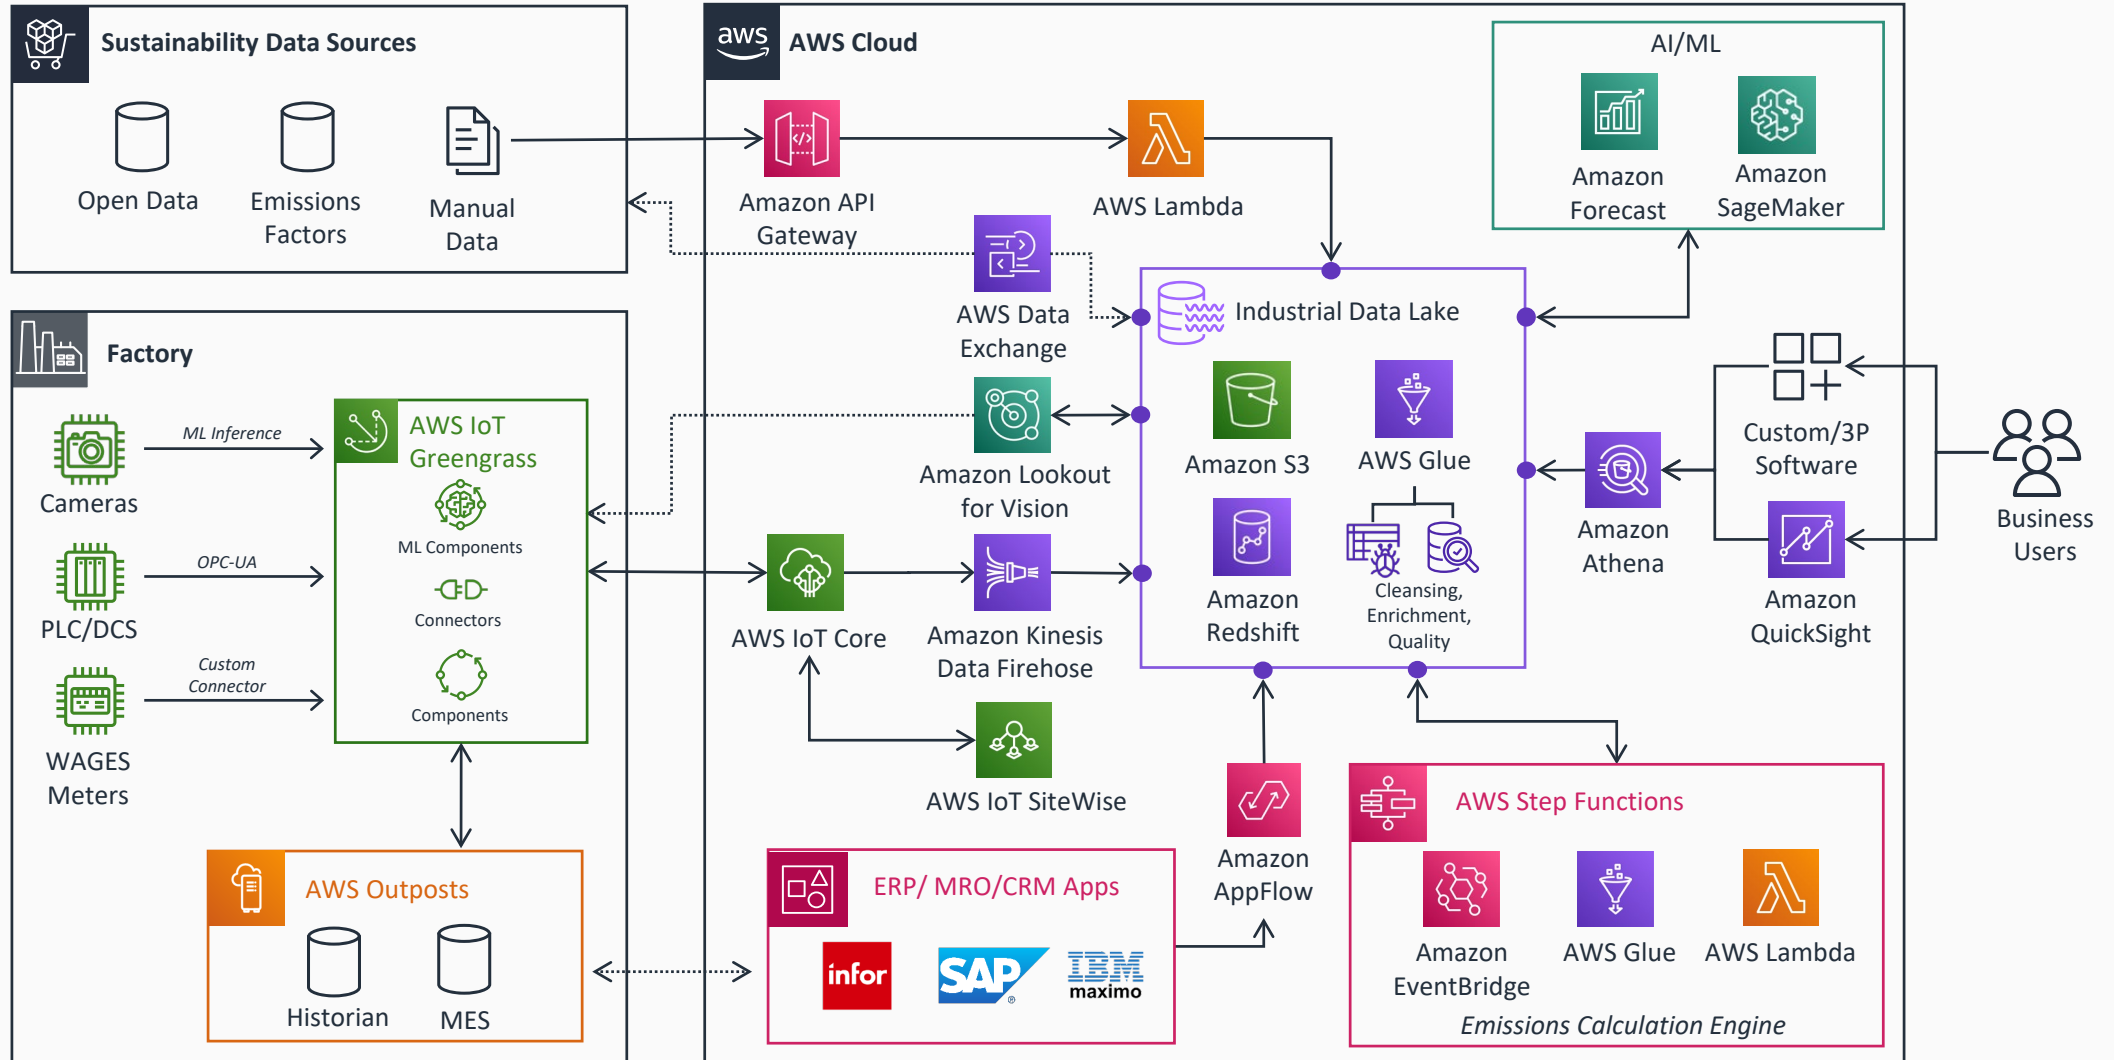 Sustainability Data Sources
Open Data
Emissions
Factors
Manual
Data
aws
AWS Cloud
Amazon API
Gateway
AWS Lambda
AI/ML
Amazon
Forecast
Amazon
SageMaker
AWS Data
Exchange
Industrial Data Lake
Amazon S3
AWS Glue
Amazon
Redshift
Cleansing,
Enrichment,
Quality
Factory
Cameras
ML Inference
PLC/DCS
OPC-UA
WAGES
Meters
Custom
Connector
AWS IoT
Greengrass
ML Components
Connectors
Components
Amazon Lookout
for Vision
AWS IoT Core
Amazon Kinesis
Data Firehose
AWS IoT SiteWise
Amazon
Athena
Custom/3P
Software
Amazon
QuickSight
Business
Users
AWS Outposts
Historian
MES
ERP/ MRO/CRM Apps
infor
SAP
®
IBM
maximo
Amazon
AppFlow
AWS Step Functions
Amazon
EventBridge
AWS Glue
AWS Lambda
Emissions Calculation Engine